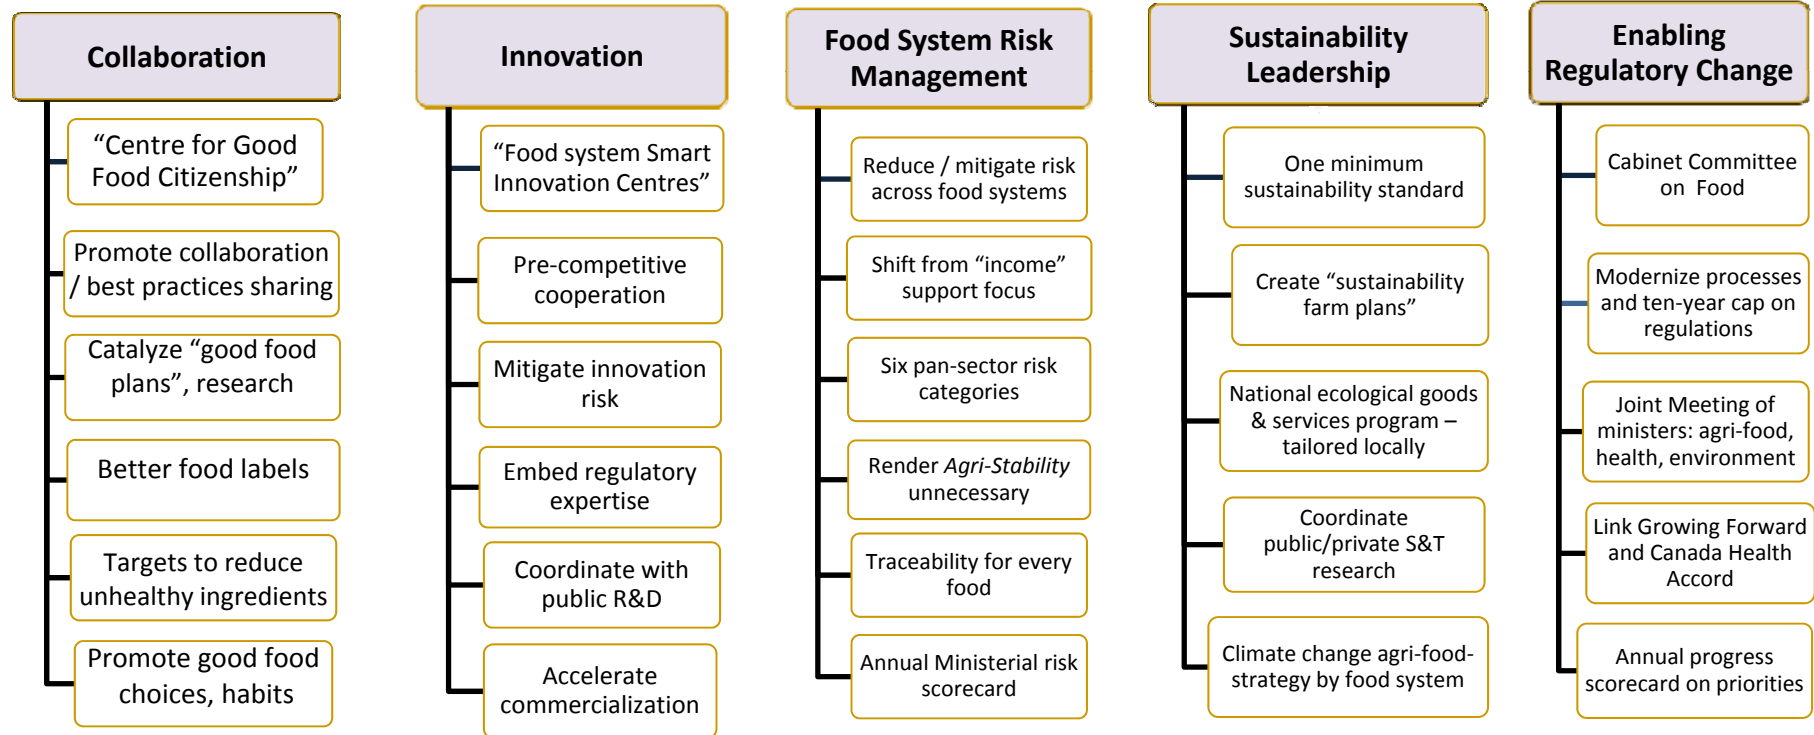 Collaboration
“Centre for Good
Food Citizenship”
Promote collaboration
/ best practices sharing
Catalyze “good food
plans”, research
Better food labels
Targets to reduce
unhealthy ingredients
Promote good food
choices, habits
Innovation
“Food system Smart
Innovation Centres”
Pre-competitive
cooperation
Mitigate innovation
risk
Embed regulatory
expertise
Coordinate with
public R&D
Accelerate
commercialization
Food System Risk
Management
Reduce / mitigate risk
across food systems
Shift from “income”
support focus
Six pan-sector risk
categories
Render Agri-Stability
unnecessary
Traceability for every
food
Annual Ministerial risk
scorecard
Sustainability
Leadership
One minimum
sustainability standard
Create “sustainability
farm plans”
National ecological goods
& services program –
tailored locally
Coordinate
public/private S&T
research
Climate change agri-food-
strategy by food system
Enabling
Regulatory Change
Cabinet Committee
on Food
Modernize processes
and ten-year cap on
regulations
Joint Meeting of
ministers: agri-food,
health, environment
Link Growing Forward
and Canada Health
Accord
Annual progress
scorecard on priorities